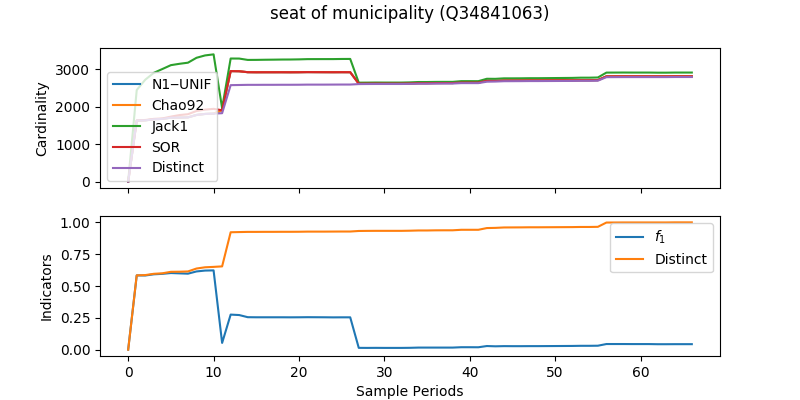 seat of municipality (Q34841063)
Cardinality
3000
2000
1000
0
N1‒UNIF
Chao92
Jack1
SOR
Distinct
Indicators
1.00
0.75
0.50
0.25
0.00
f1
Distinct
0 10 20 30 40 50 60
Sample Periods